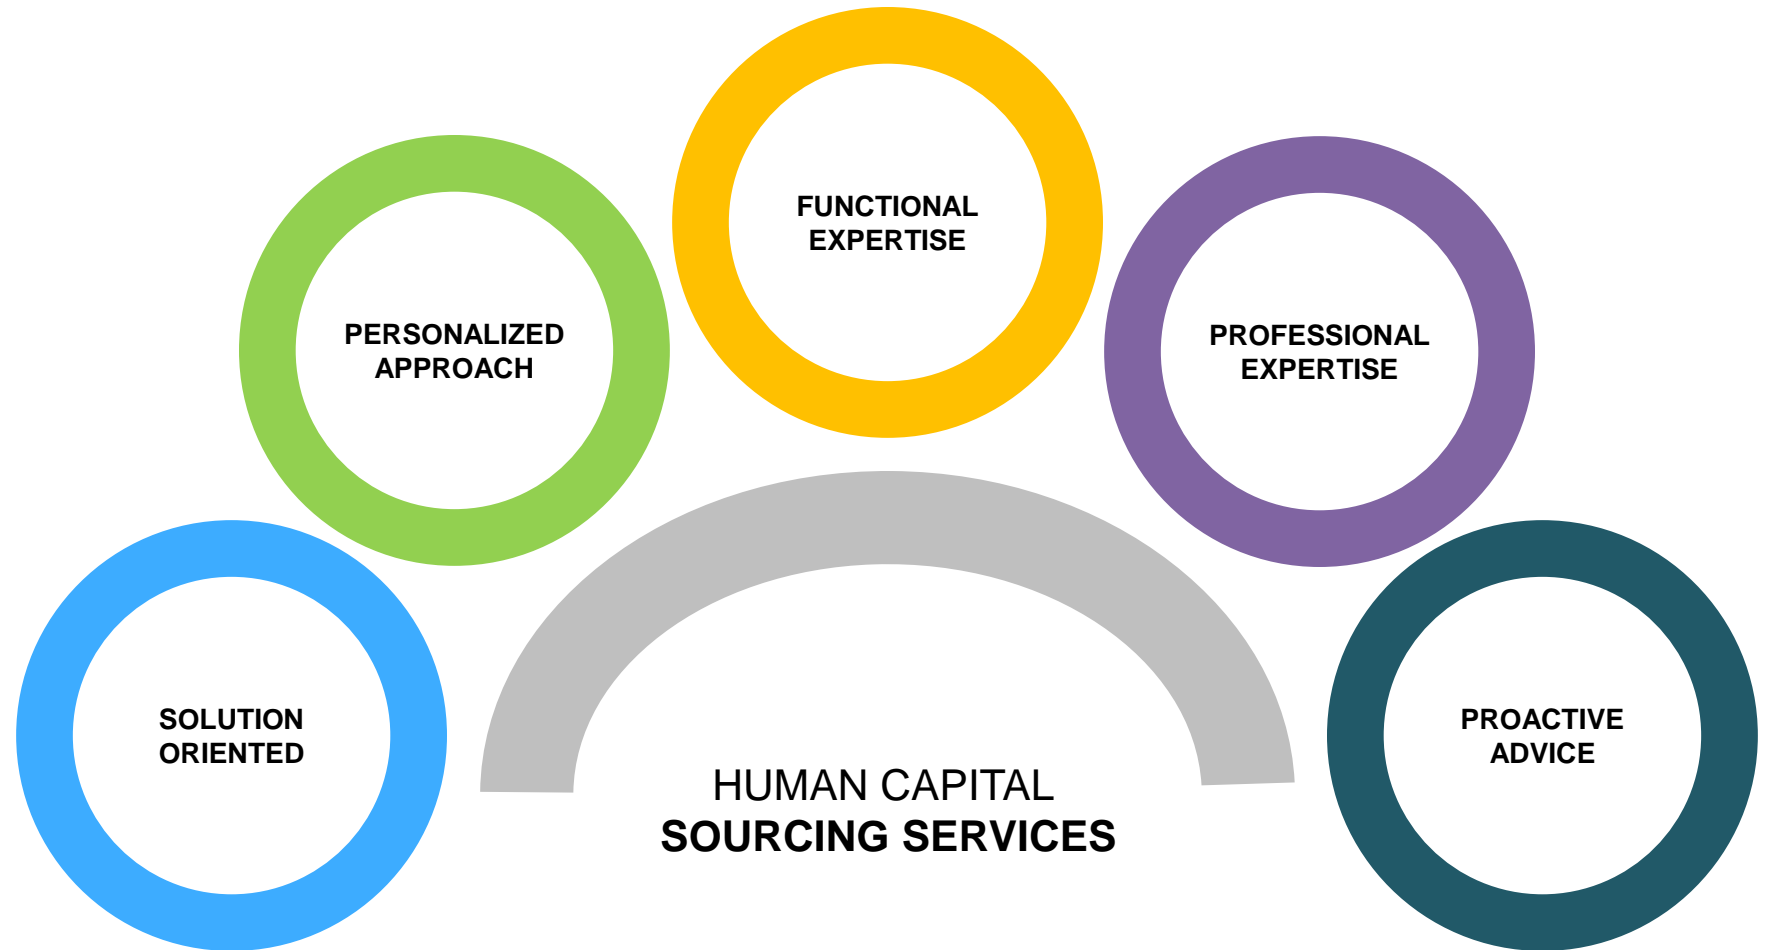 FUNCTIONAL
EXPERTISE
PERSONALIZED
APPROACH
PROFESSIONAL
EXPERTISE
SOLUTION
ORIENTED
PROACTIVE
ADVICE
HUMAN CAPITAL
SOURCING SERVICES